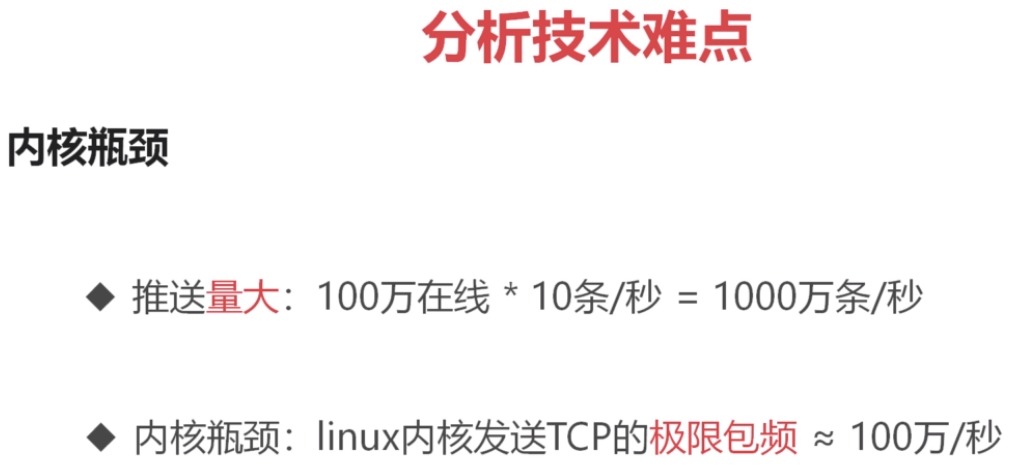 分析技术难点
内核瓶颈
◆ 推送量大：100万在线 * 10条/秒 = 1000万条/秒
◆ 内核瓶颈：linux内核发送TCP的极限包频 ≈ 100万/秒